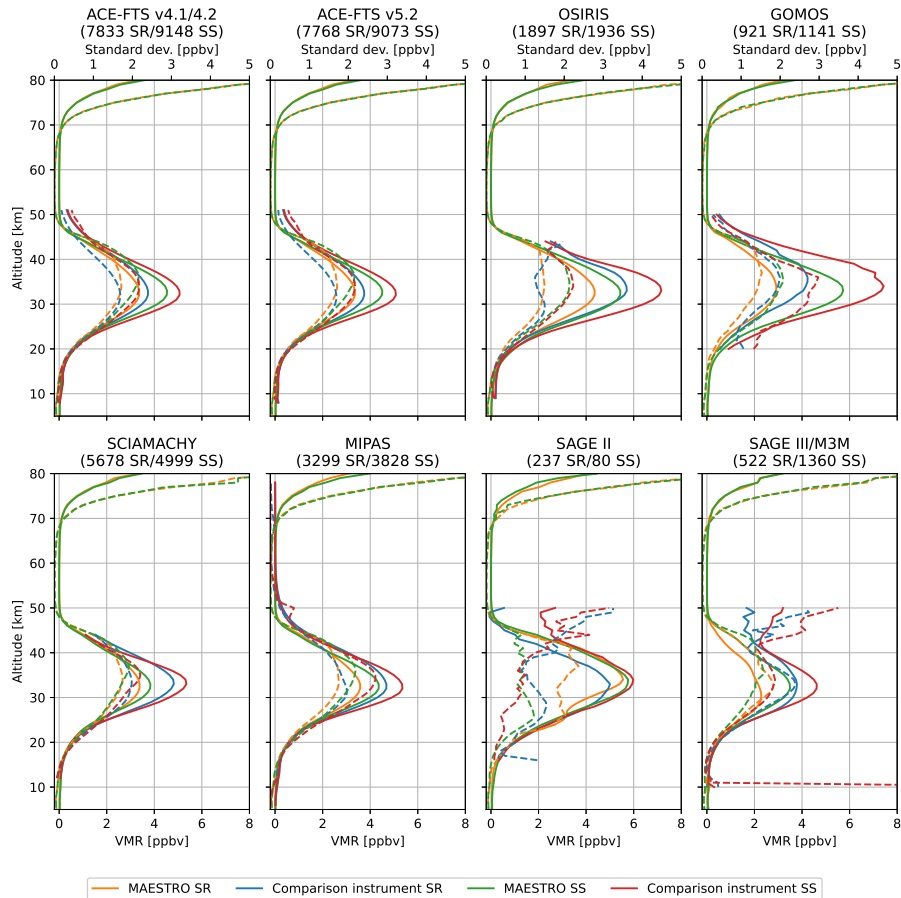 ACE-FTS v4.1/4.2
(7833 SR/9148 SS)
Standard dev. [ppbv]
0 1 2 3 4 5
ACE-FTS v5.2
(7768 SR/9073 SS)
Standard dev. [ppbv]
0 1 2 3 4 5
OSIRIS
(1897 SR/1936 SS)
Standard dev. [ppbv]
0 1 2 3 4 5
GOMOS
(921 SR/1141 SS)
Standard dev. [ppbv]
0 1 2 3 4 5
Altitude [km]
80
70
60
50
40
30
20
10
SCIAMACHY
(5678 SR/4999 SS)
MIPAS
(3299 SR/3828 SS)
SAGE II
(237 SR/80 SS)
SAGE III/M3M
(522 SR/1360 SS)
Altitude [km]
80
70
60
50
40
30
20
10
0 2 4 6 8
VMR [ppbv]
0 2 4 6 8
VMR [ppbv]
0 2 4 6 8
VMR [ppbv]
0 2 4 6 8
VMR [ppbv]
MAESTRO SR
Comparison instrument SR
MAESTRO SS
Comparison instrument SS